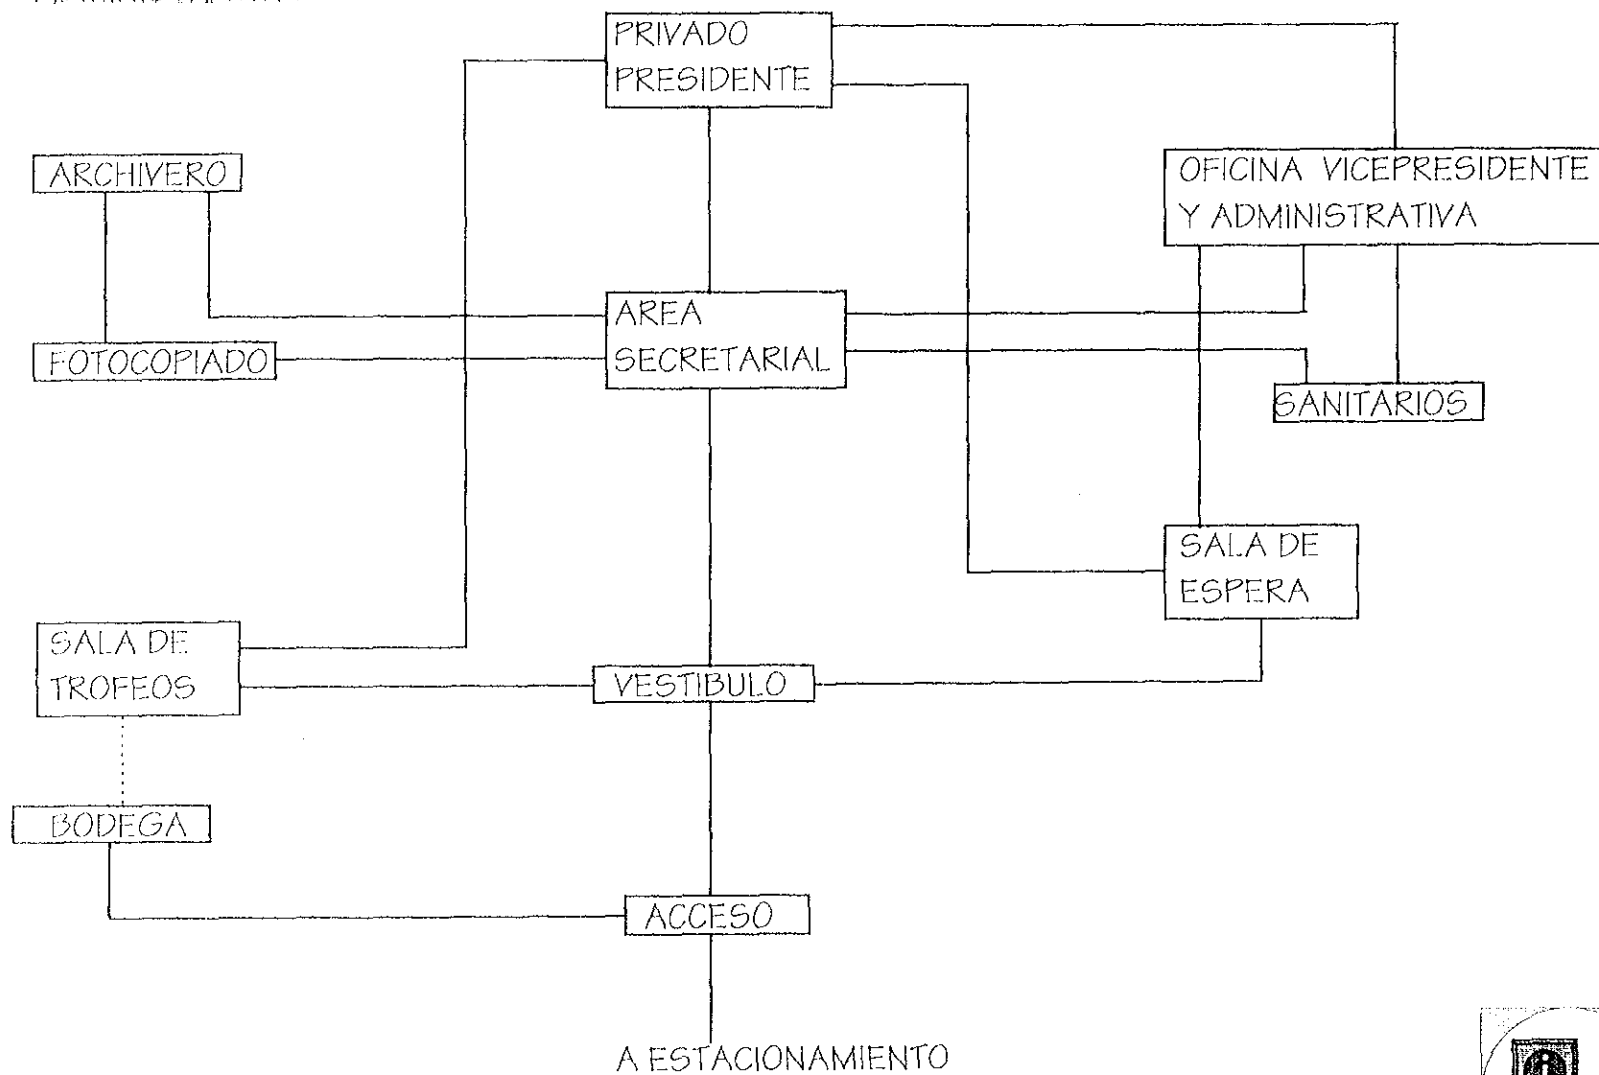 PRIVADO
PRESIDENTE
ARCHIVERO
OFICINA VICEPRESIDENTE
Y ADMINISTRATIVA
AREA
SECRETARIAL
FOTOCOPIADO
SANITARIOS
SALA DE
ESPERA
SALA DE
TROFEOS
VESTIBULO
BODEGA
ACCESO
A ESTACIONAMIENTO